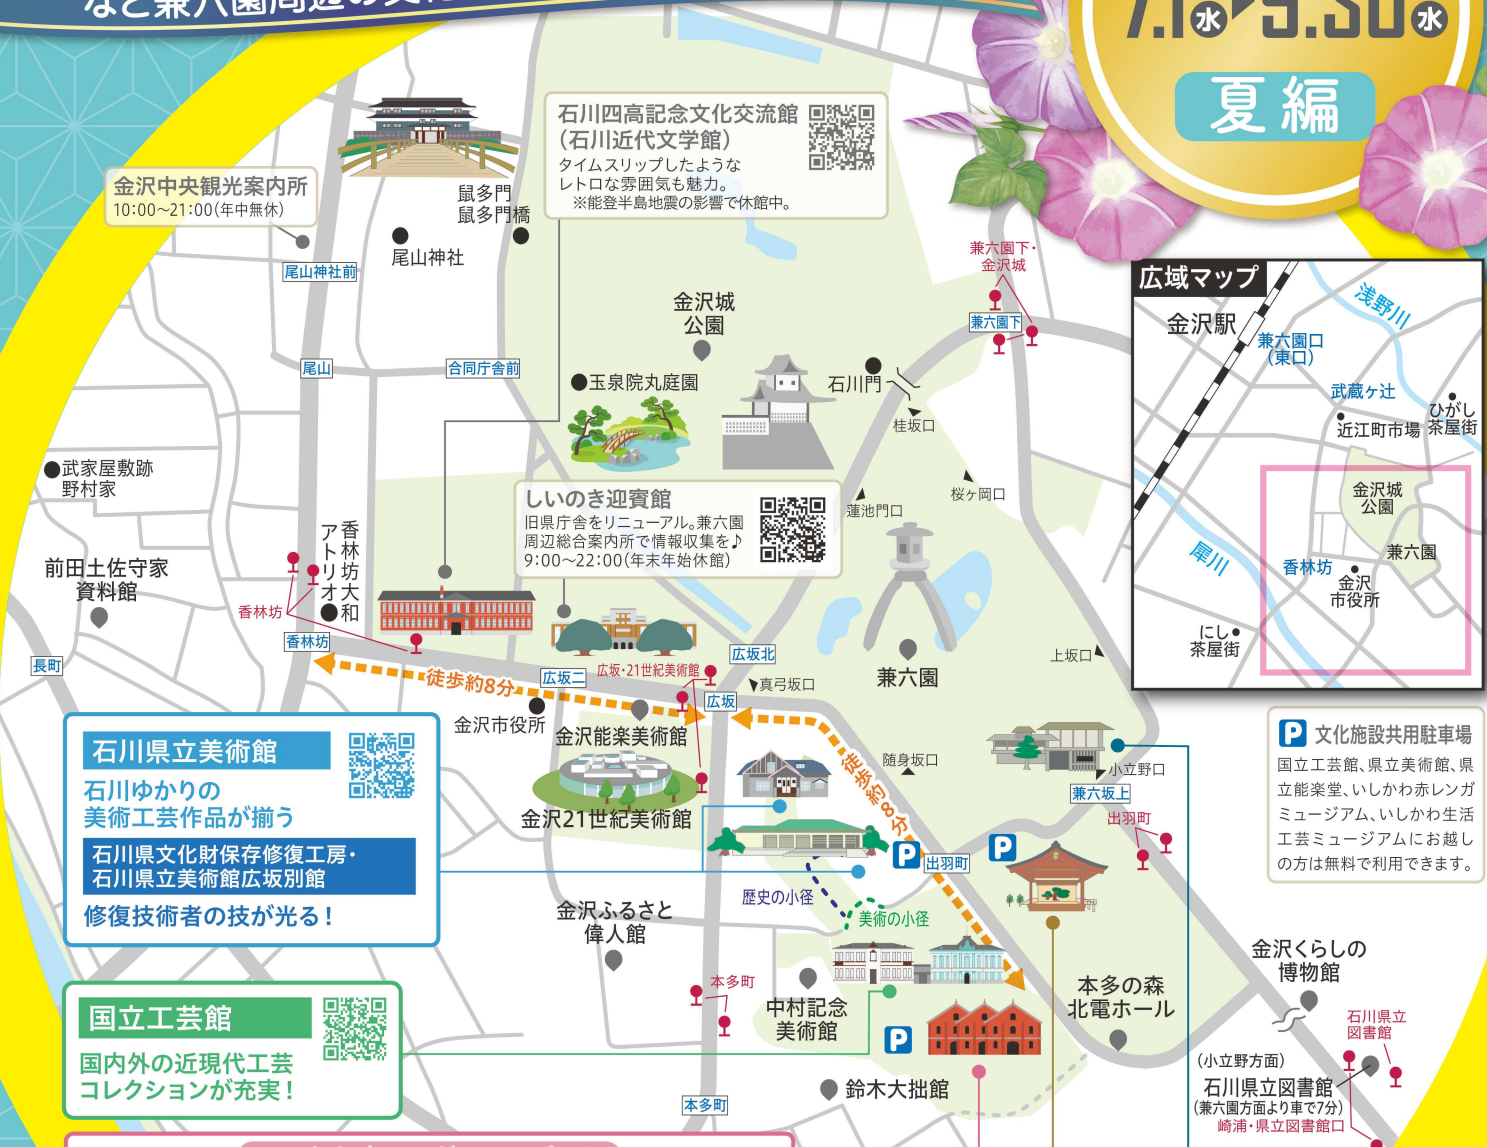 など兼六園周辺の文
7.1水
9.30水
夏編
石川四高記念文化交流館
(石川近代文学館)
タイムスリップしたような
レトロな雰囲気も魅力。
※能登半島地震の影響で休館中。
金沢中央観光案内所
10:00〜21:00(年中無休)
鼠多門
鼠多門橋
尾山神社
尾山神社前
兼六園下・
金沢城
兼六園下
金沢城
公園
尾山
合同庁舎前
●玉泉院丸庭園
石川門
桂坂口
桜ヶ岡口
蓮池門口
●武家屋敷跡
野村家
しいのき迎賓館
旧県庁舎をリニューアル。兼六園
周辺総合案内所で情報収集を♪
9:00〜22:00(年末年始休館)
香林坊大和
アトリオ
前田土佐守家
資料館
香林坊
香林坊
長町
徒歩約8分
広坂二
広坂・21世紀美術館
広坂北
広坂
真弓坂口
兼六園
上坂口
金沢市役所
金沢能楽美術館
金沢21世紀美術館
徒歩約8分
随身坂口
小立野口
兼六坂上
出羽町
P
出羽町
P
歴史の小径
美術の小径
金沢ふるさと
偉人館
本多町
中村記念
美術館
P
本多の森
北電ホール
鈴木大拙館
本多町
金沢くらしの
博物館
石川県立
図書館
(小立野方面)
石川県立図書館
(兼六園方面より車で7分)
崎浦・県立図書館口
石川県立美術館
石川ゆかりの
美術工芸作品が揃う
石川県文化財保存修復工房・
石川県立美術館広坂別館
修復技術者の技が光る!
国立工芸館
国内外の近現代工芸
コレクションが充実!
広域マップ
金沢駅
浅野川
兼六園口
(東口)
武蔵ヶ辻
近江町市場
ひがし
茶屋街
金沢城
公園
兼六園
犀川
香林坊
金沢
市役所
にし
茶屋街
P 文化施設共用駐車場
国立工芸館、県立美術館、県
立能楽堂、いしかわ赤レンガ
ミュージアム、いしかわ生活
工芸ミュージアムにお越し
の方は無料で利用できます。